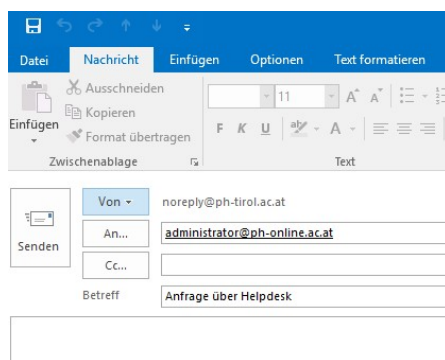 Datei Nachricht Einfügen Optionen Text formatieren
Ausschneiden
Kopieren
Format übertragen
Einfügen
11 A A
F K U aby A
Zwischenablage Text
Von noreply@ph-tirol.ac.at
An... administrator@ph-online.ac.at
Senden
Cc...
Betreff Anfrage über Helpdesk